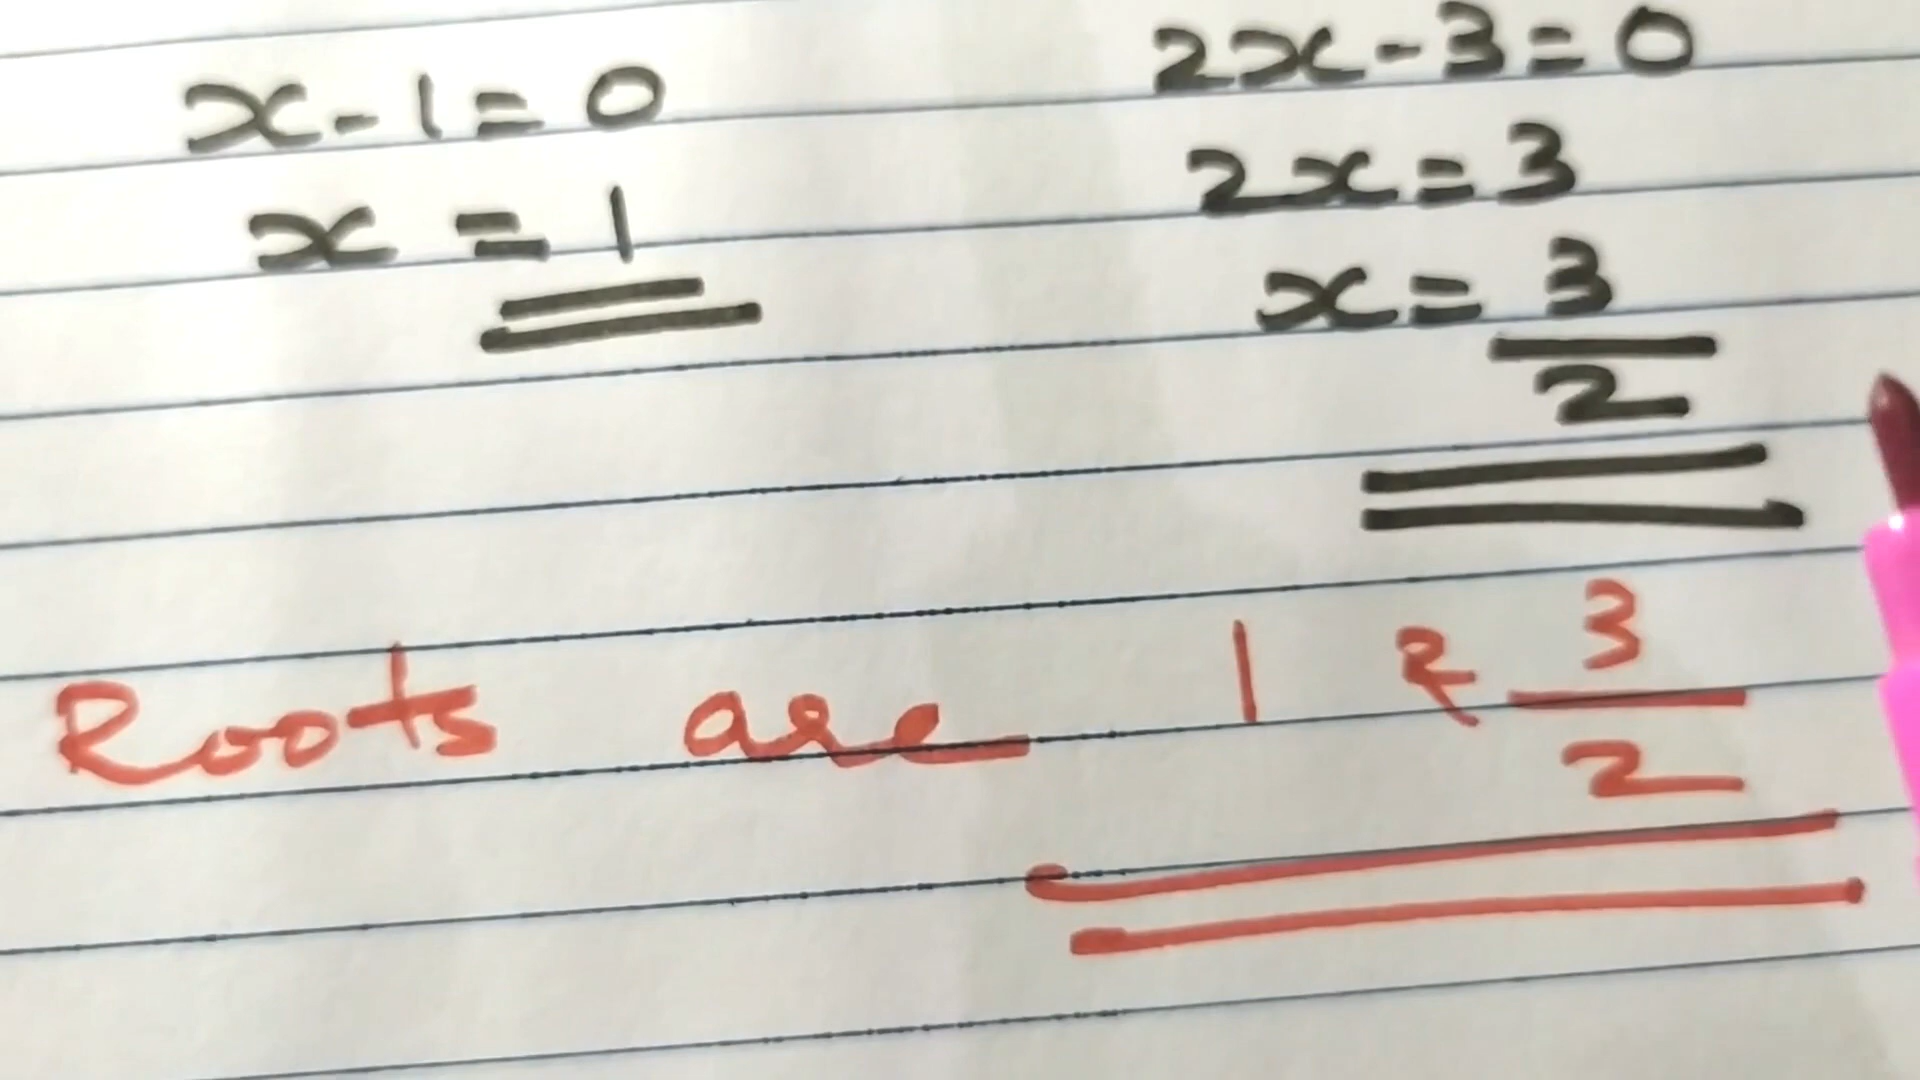 x - 1 = 0
x = 1
2x - 3 = 0
2x = 3
x = 3/2
Roots are 1 & 3/2